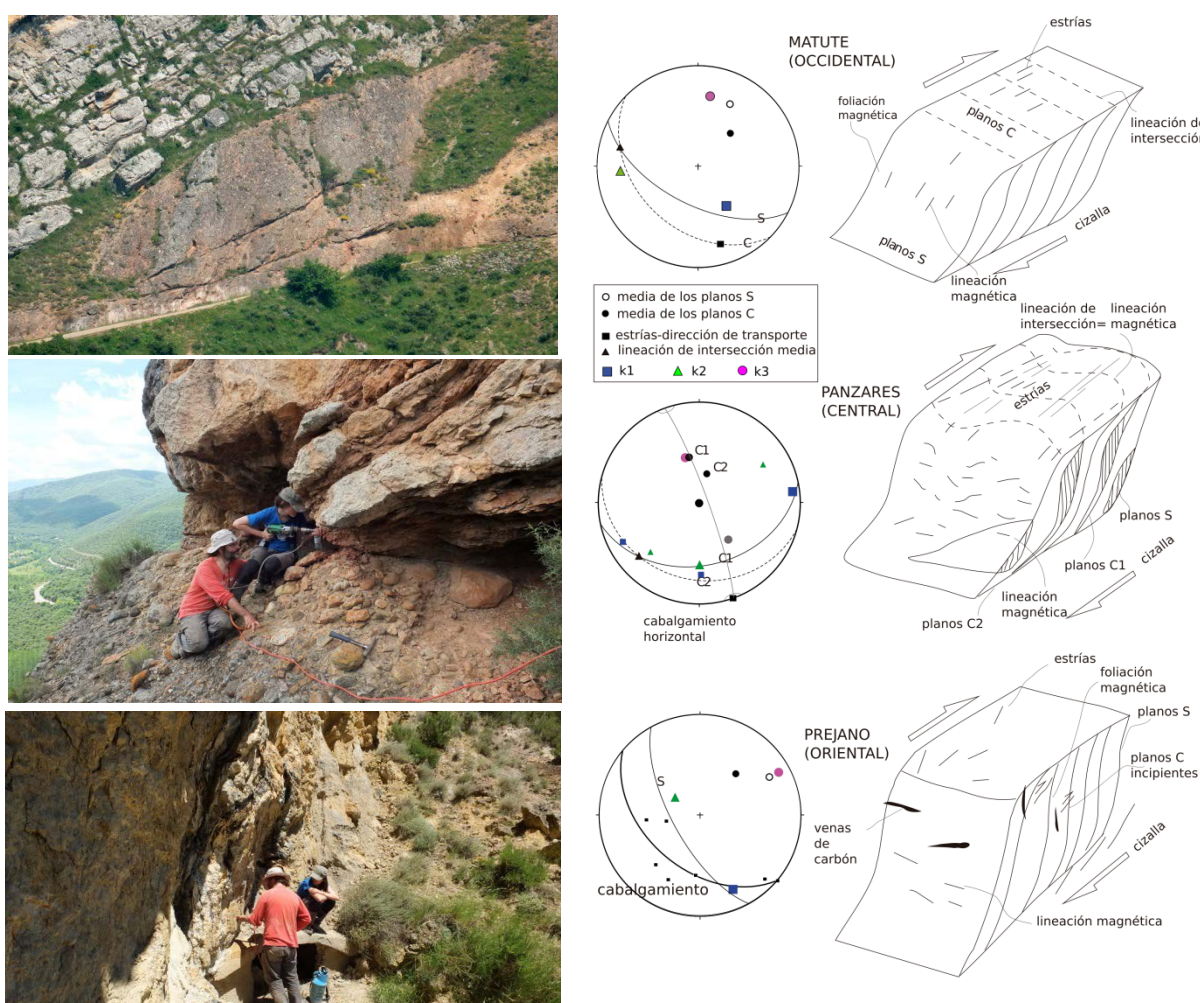 MATUTE
(OCCIDENTAL)
estrías
foliación
magnética
planos C
lineación de
intersección
S
C
planos S
cizalla
lineación
magnética
media de los planos S
media de los planos C
estrías-dirección de transporte
lineación de intersección media
k1 k2 k3
lineación de
intersección=
lineación
magnética
PANZARES
(CENTRAL)
estrías
C1
C2
C1
C2
planos S
cizalla
planos C1
lineación
magnética
planos C2
cabalgamiento
horizontal
estrías
foliación
magnética
PREJANO
(ORIENTAL)
planos S
planos C
incipientes
S
venas
de
carbón
cizalla
cabalgamiento
lineación magnética